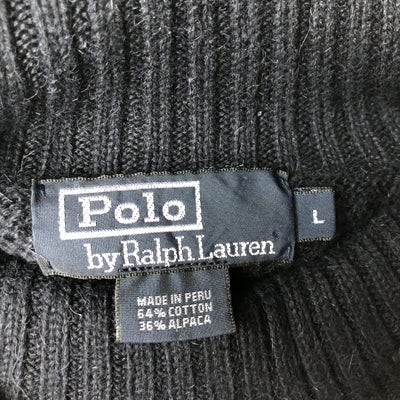 Polo
by Ralph Lauren
L
MADE IN PERU
64% COTTON
36% ALPACA